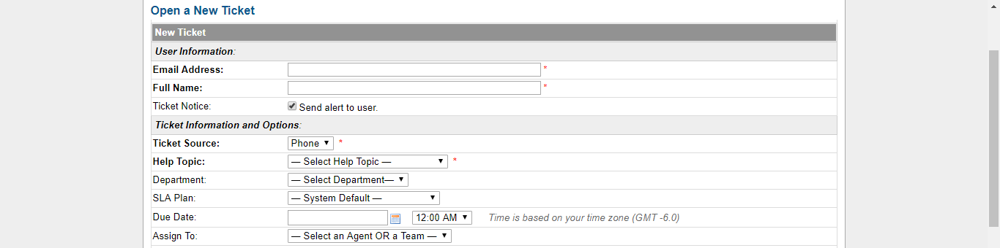 Open a New Ticket
New Ticket
User Information:
Email Address: *
Full Name: *
Ticket Notice: Send alert to user.
Ticket Information and Options:
Ticket Source: Phone *
Help Topic: — Select Help Topic — *
Department: — Select Department—
SLA Plan: — System Default —
Due Date: 12:00 AM Time is based on your time zone (GMT -6.0)
Assign To: — Select an Agent OR a Team —